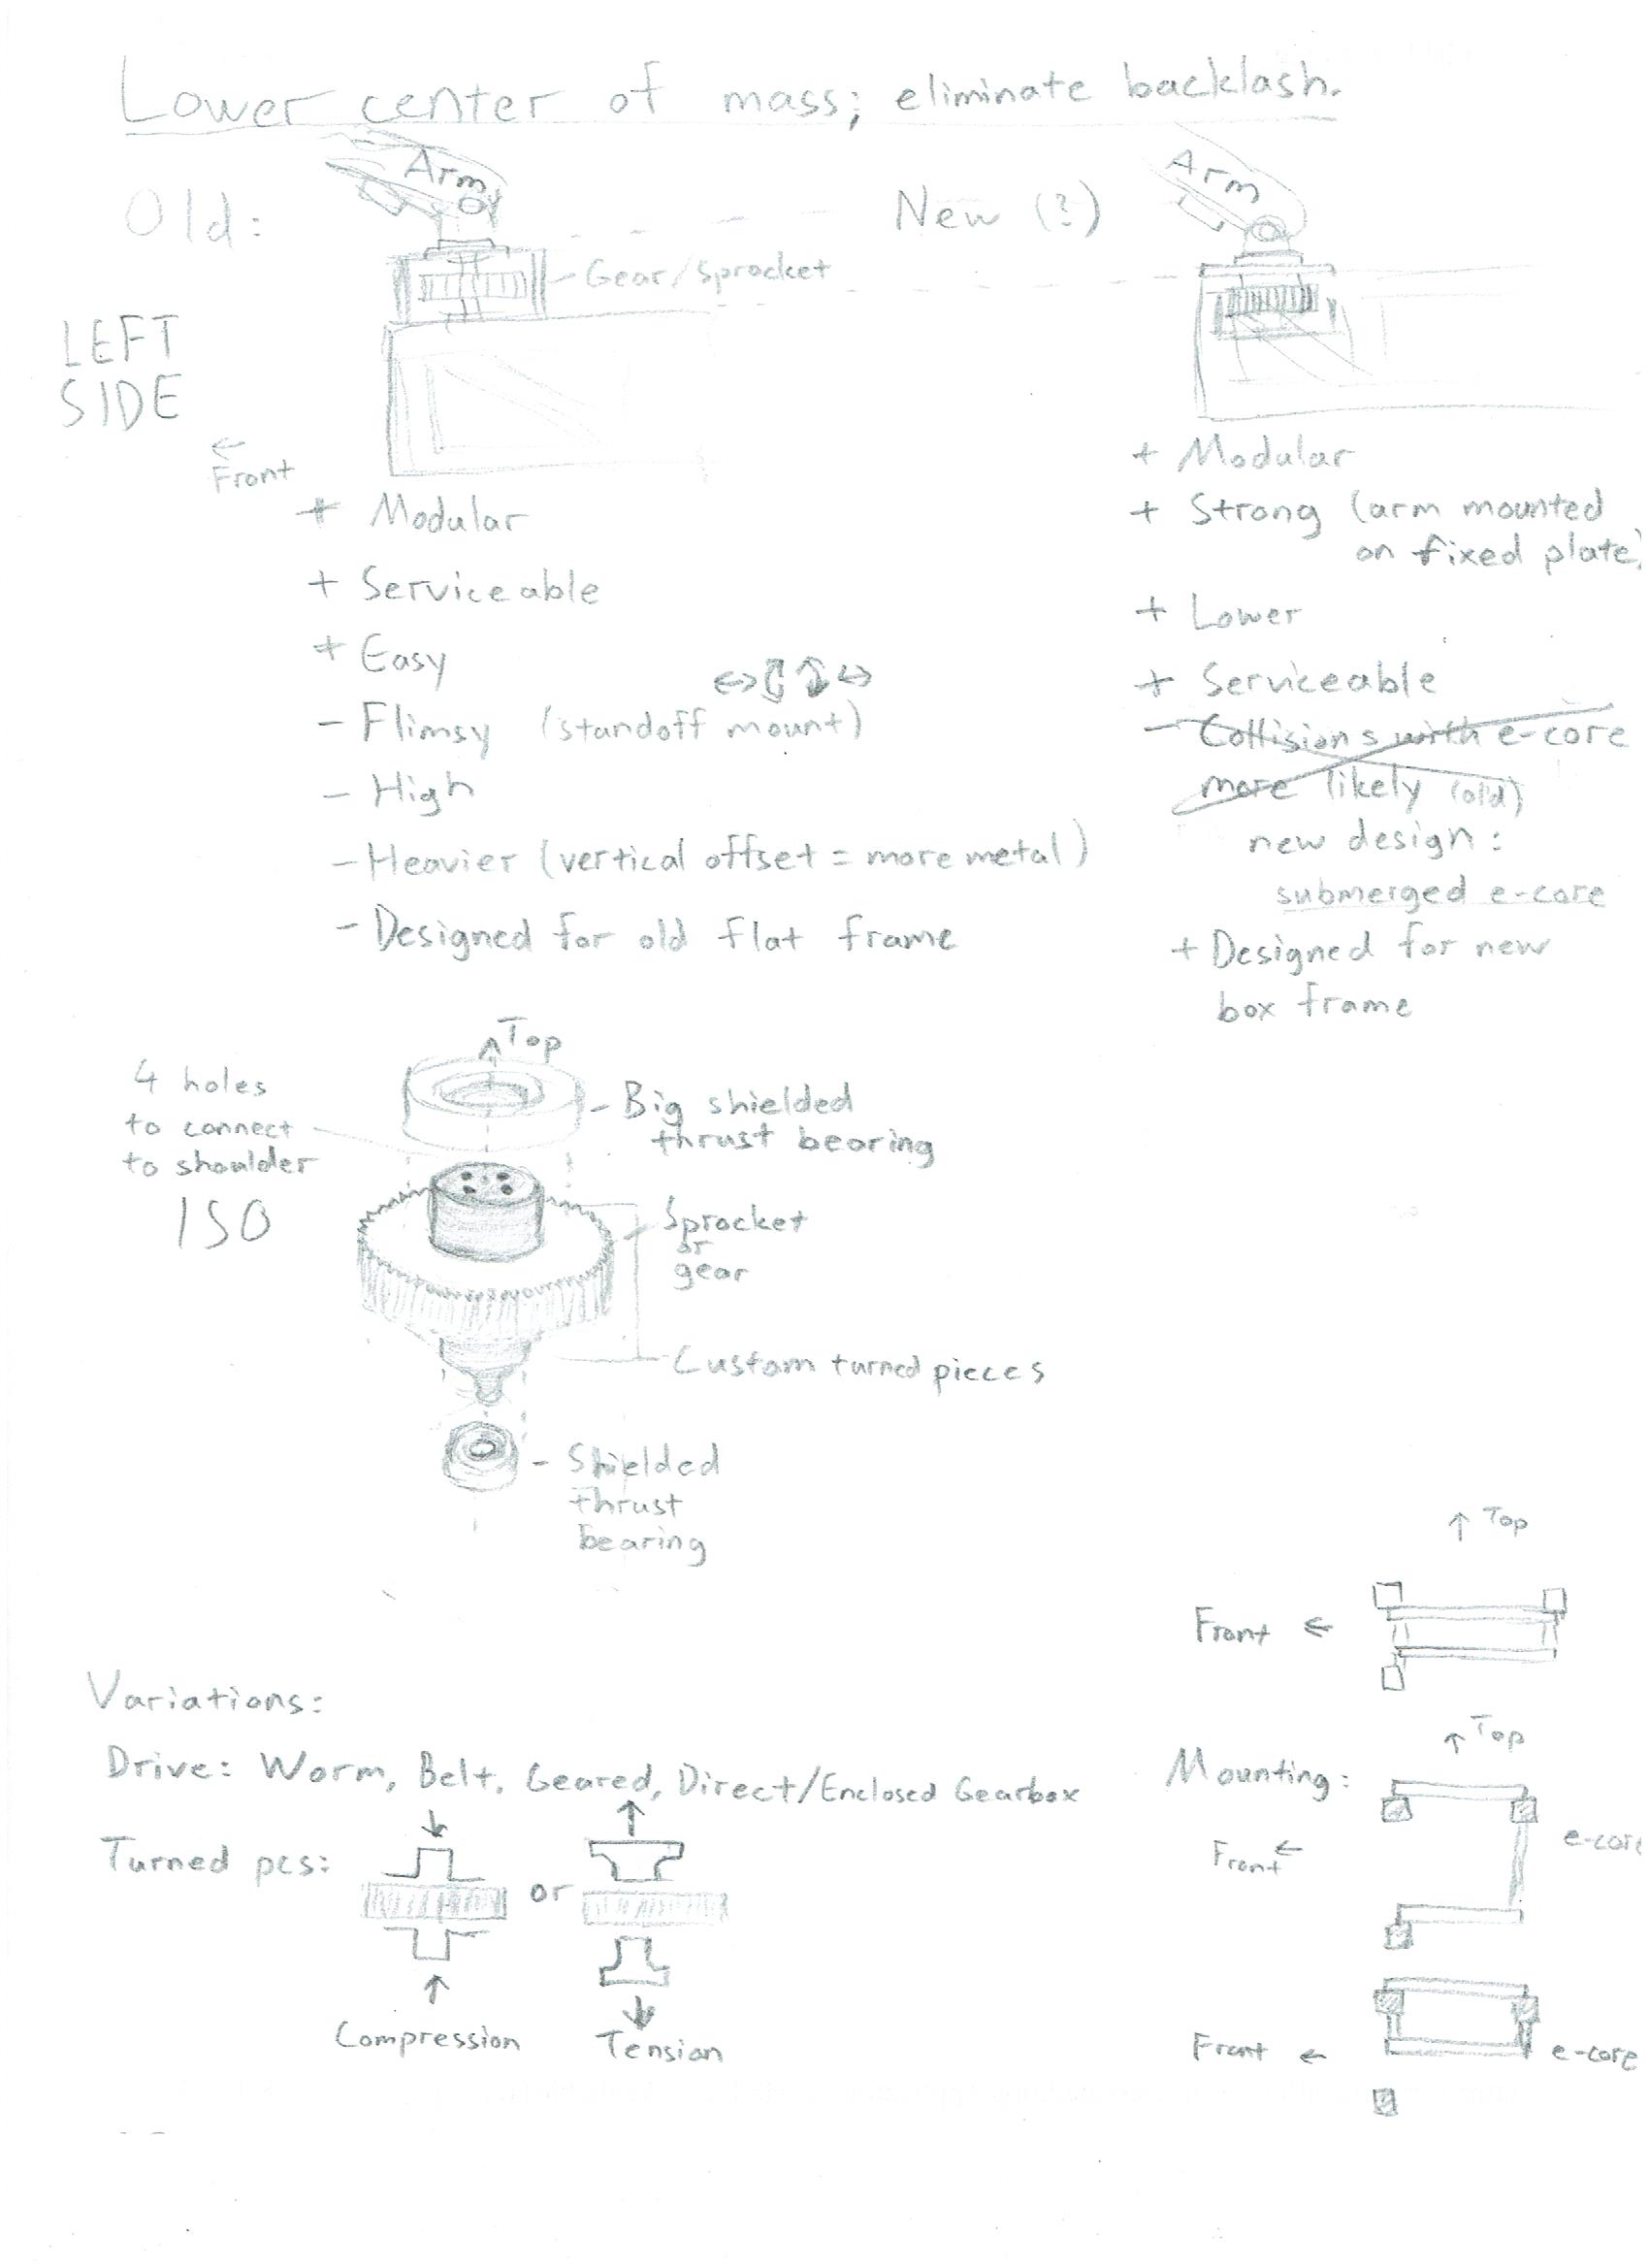 Lower center of mass; eliminate backlash.
Old:
Arm
Gear/Sprocket
New (?)
Arm
LEFT
SIDE
←
Front
+ Modular
+ Serviceable
+ Easy
- Flimsy (standoff mount)
- High
- Heavier (vertical offset = more metal)
- Designed for old flat frame
+ Modular
+ Strong (arm mounted
on fixed plate)
+ Lower
+ Serviceable
- Collisions with e-core
more likely (old)
new design:
submerged e-core
+ Designed for new
box frame
Top
4 holes
to connect
to shoulder
ISO
- Big shielded
thrust bearing
Sprocket
or
gear
Custom turned pieces
- Shielded
thrust
bearing
Variations:
Drive: Worm, Belt, Geared, Direct/Enclosed Gearbox
Turned pcs:
or
Compression
Tension
↑ Top
Front ←
↑ Top
Mounting:
Front ←
e-core
Front ←
e-core